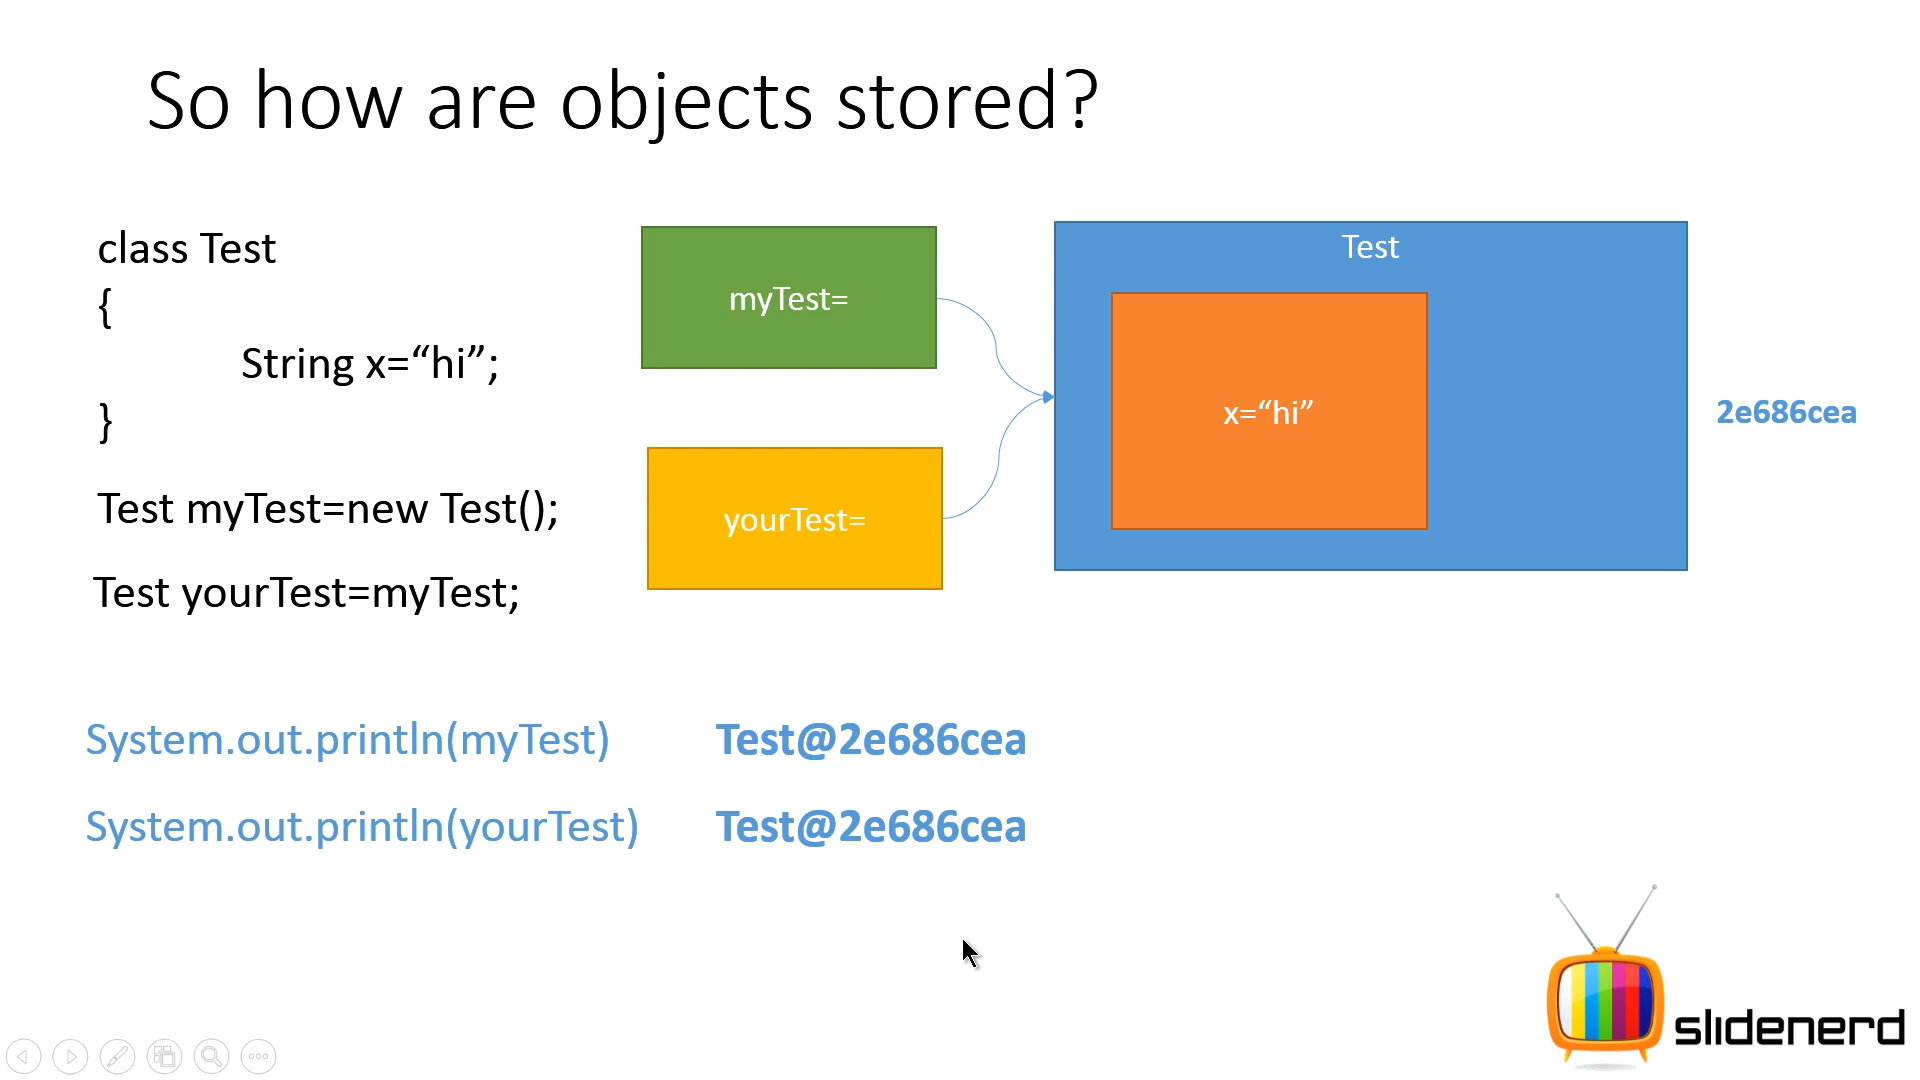 So how are objects stored?
class Test
{
String x=“hi”;
}
Test myTest=new Test();
Test yourTest=myTest;
myTest=
yourTest=
Test
x=“hi”
2e686cea
System.out.println(myTest) Test@2e686cea
System.out.println(yourTest) Test@2e686cea
slidenerd